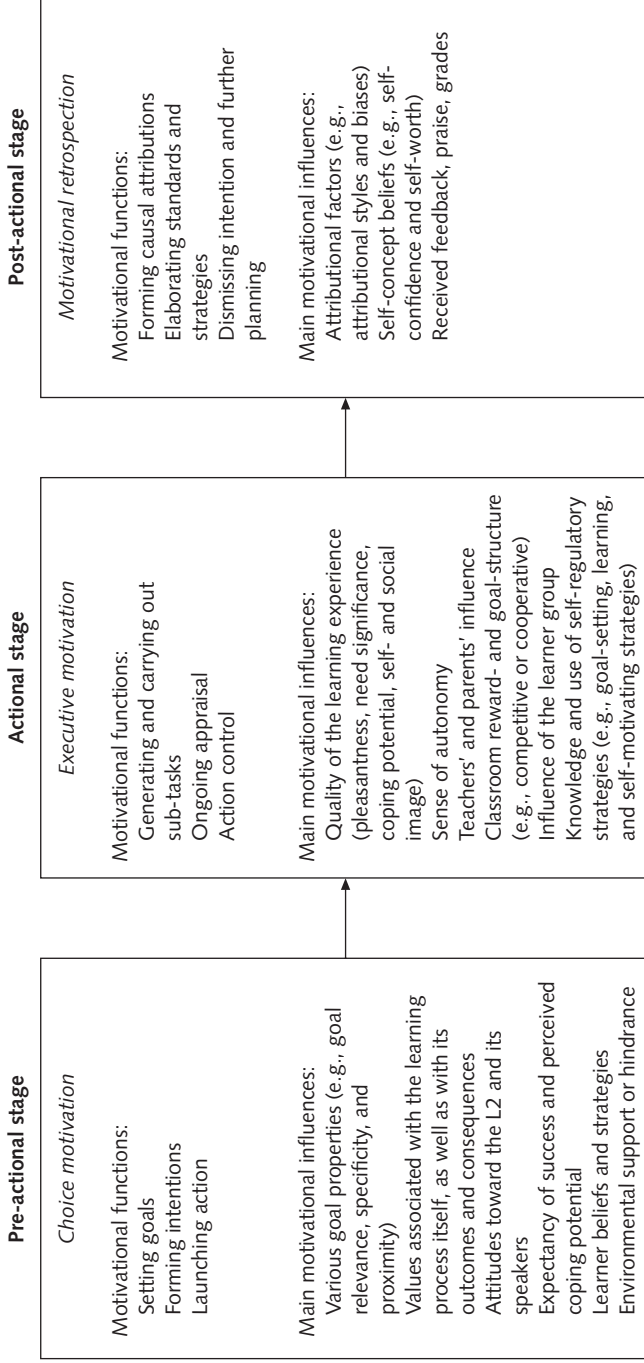 Pre-actional stage
Choice motivation
Motivational functions:
Setting goals
Forming intentions
Launching action
Main motivational influences:
Various goal properties (e.g., goal
relevance, specificity, and
proximity)
Values associated with the learning
process itself, as well as with its
outcomes and consequences
Attitudes toward the L2 and its
speakers
Expectancy of success and perceived
coping potential
Learner beliefs and strategies
Environmental support or hindrance
Actional stage
Executive motivation
Motivational functions:
Generating and carrying out
sub-tasks
Ongoing appraisal
Action control
Main motivational influences:
Quality of the learning experience
(pleasantness, need significance,
coping potential, self- and social
image)
Sense of autonomy
Teachers' and parents' influence
Classroom reward- and goal-structure
(e.g., competitive or cooperative)
Influence of the learner group
Knowledge and use of self-regulatory
strategies (e.g., goal-setting, learning,
and self-motivating strategies)
Post-actional stage
Motivational retrospection
Motivational functions:
Forming causal attributions
Elaborating standards and
strategies
Dismissing intention and further
planning
Main motivational influences:
Attributional factors (e.g.,
attributional styles and biases)
Self-concept beliefs (e.g., self-
confidence and self-worth)
Received feedback, praise, grades